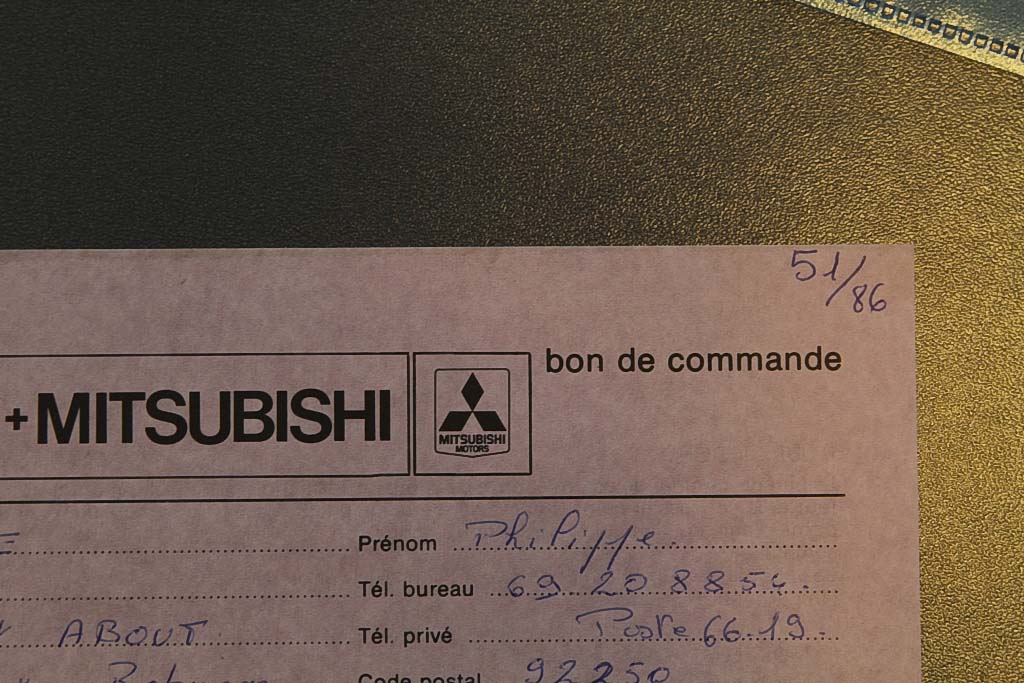 51/86
bon de commande
+MITSUBISHI
MITSUBISHI
MOTORS
E Prénom Philippe
Tél. bureau 69 20 88 54
ABOUT Tél. privé Poste 66.19
Code postal 92250